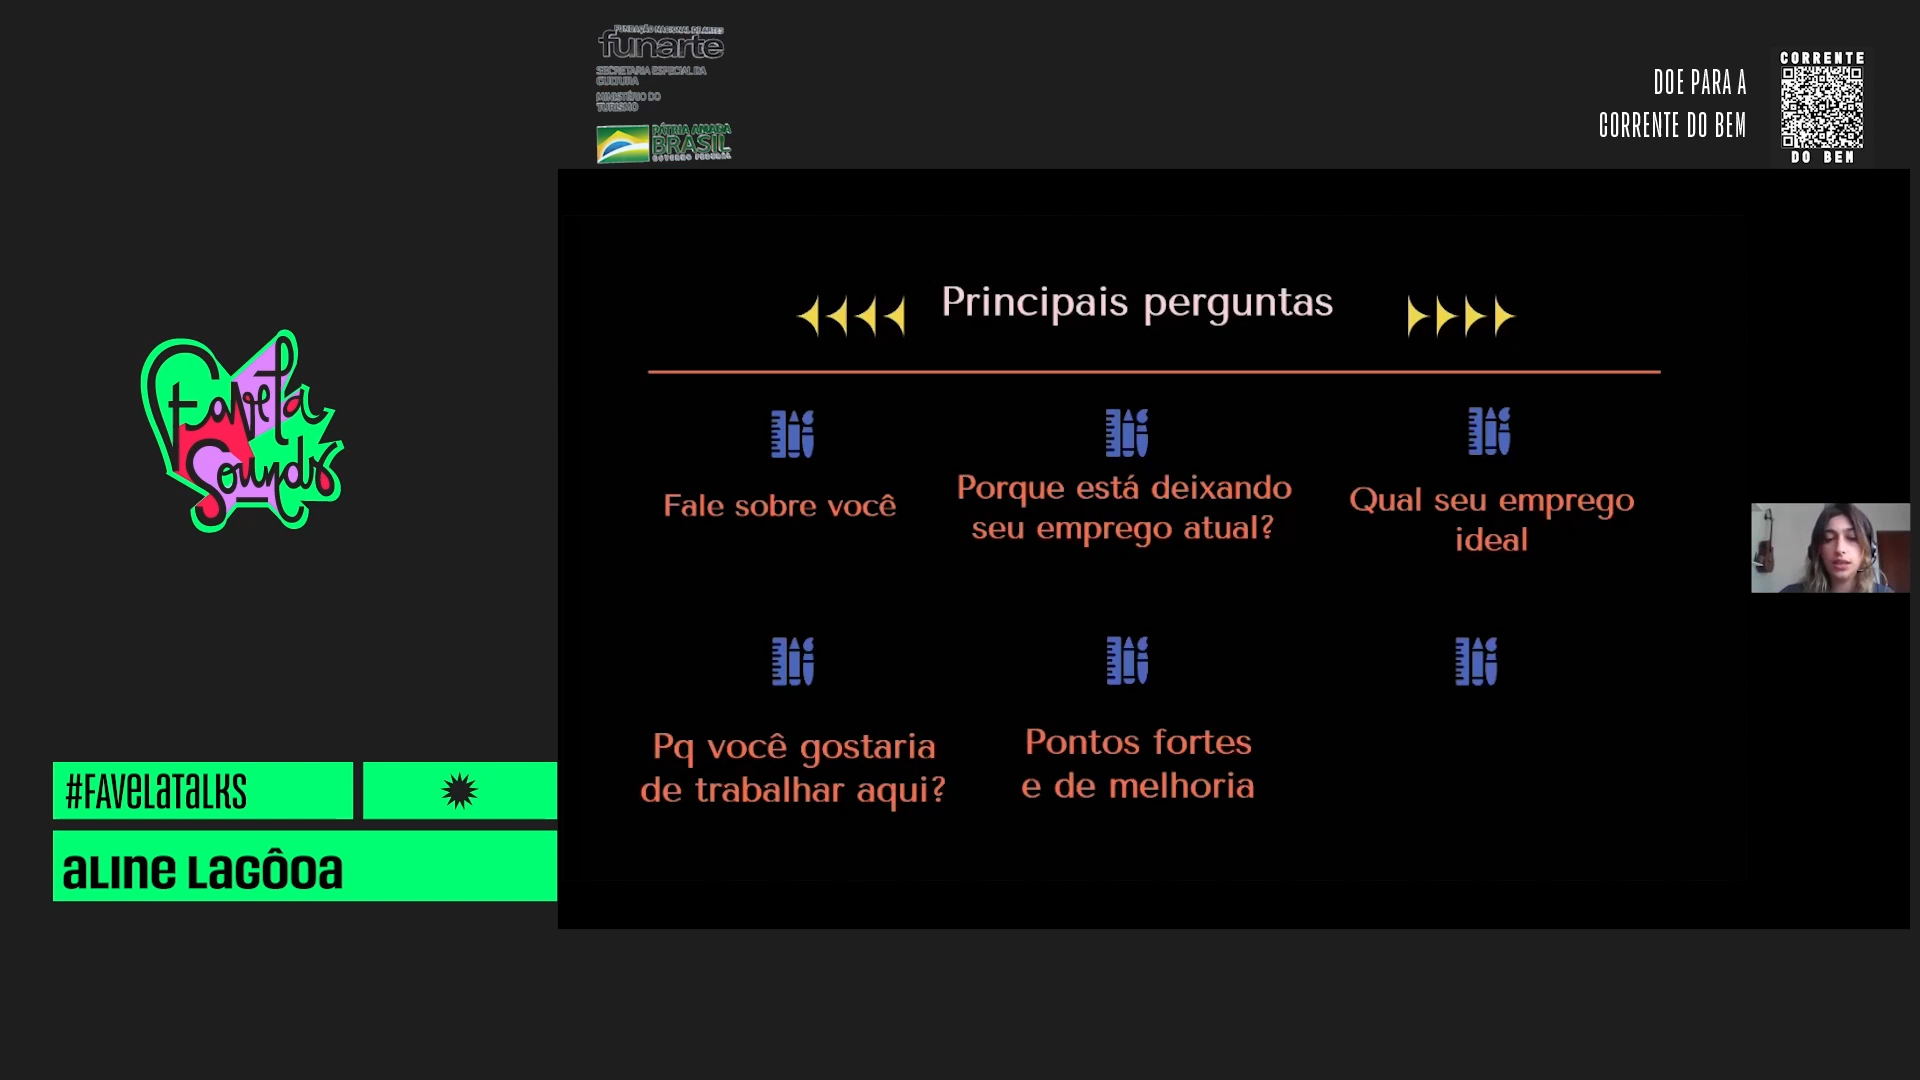 FUNDAÇÃO NACIONAL DE ARTES
funarte
SECRETARIA ESPECIAL DA
CULTURA
MINISTÉRIO DO
TURISMO
PÁTRIA AMADA
BRASIL
GOVERNO FEDERAL
DOE PARA A
CORRENTE DO BEM
CORRENTE
DO BEM
Favela
Sounds
Principais perguntas
Fale sobre você
Porque está deixando
seu emprego atual?
Qual seu emprego
ideal
Pq você gostaria
de trabalhar aqui?
Pontos fortes
e de melhoria
#FAVELATALKS
ALINE LAGÔOA